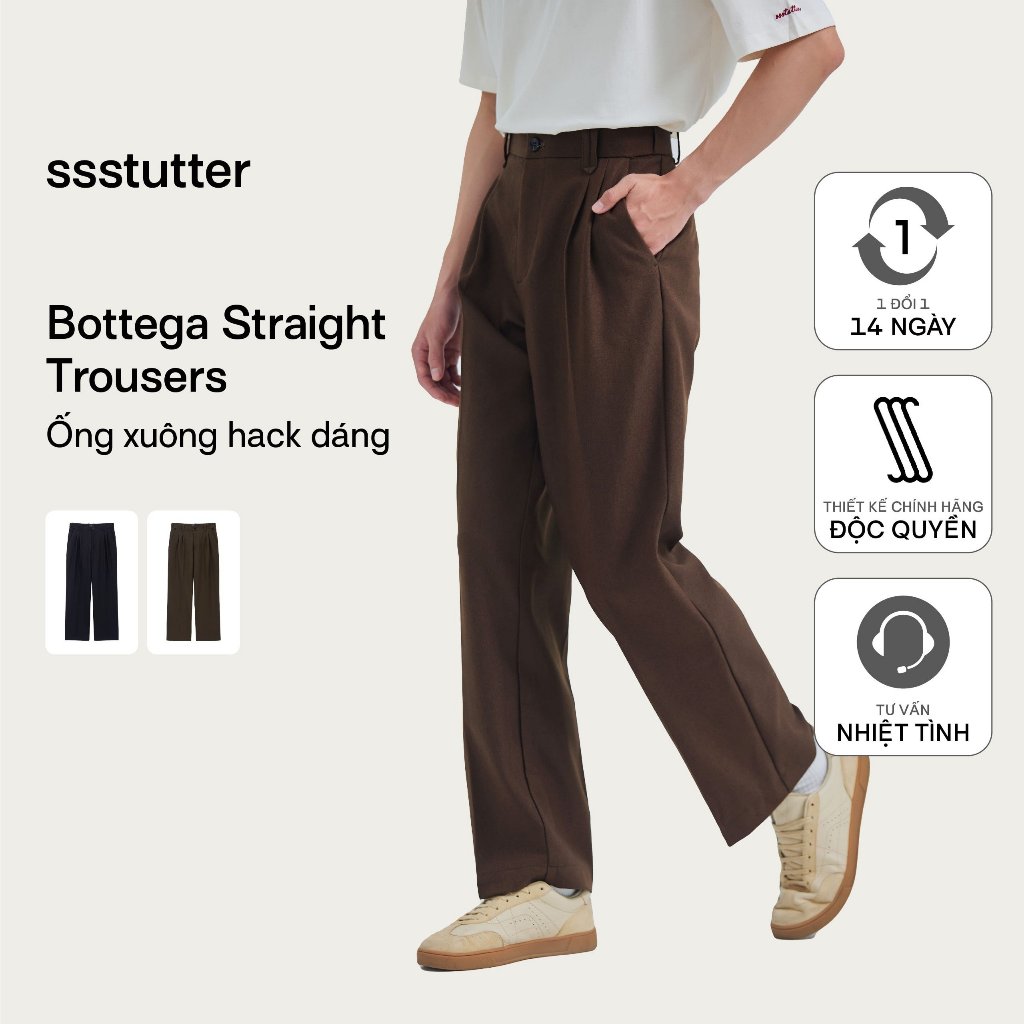 ssstutter
Bottega Straight
Trousers
Ống xuông hack dáng
1
1 ĐỔI 1
14 NGÀY
THIẾT KẾ CHÍNH HÃNG
ĐỘC QUYỀN
TƯ VẤN
NHIỆT TÌNH